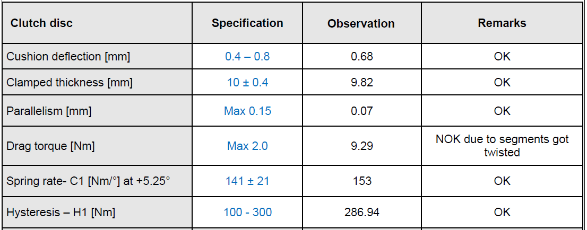 Clutch disc Specification Observation Remarks
Cushion deflection [mm] 0.4 – 0.8 0.68 OK
Clamped thickness [mm] 10 ± 0.4 9.82 OK
Parallelism [mm] Max 0.15 0.07 OK
Drag torque [Nm] Max 2.0 9.29 NOK due to segments got
twisted
Spring rate- C1 [Nm/°] at +5.25° 141 ± 21 153 OK
Hysteresis – H1 [Nm] 100 - 300 286.94 OK